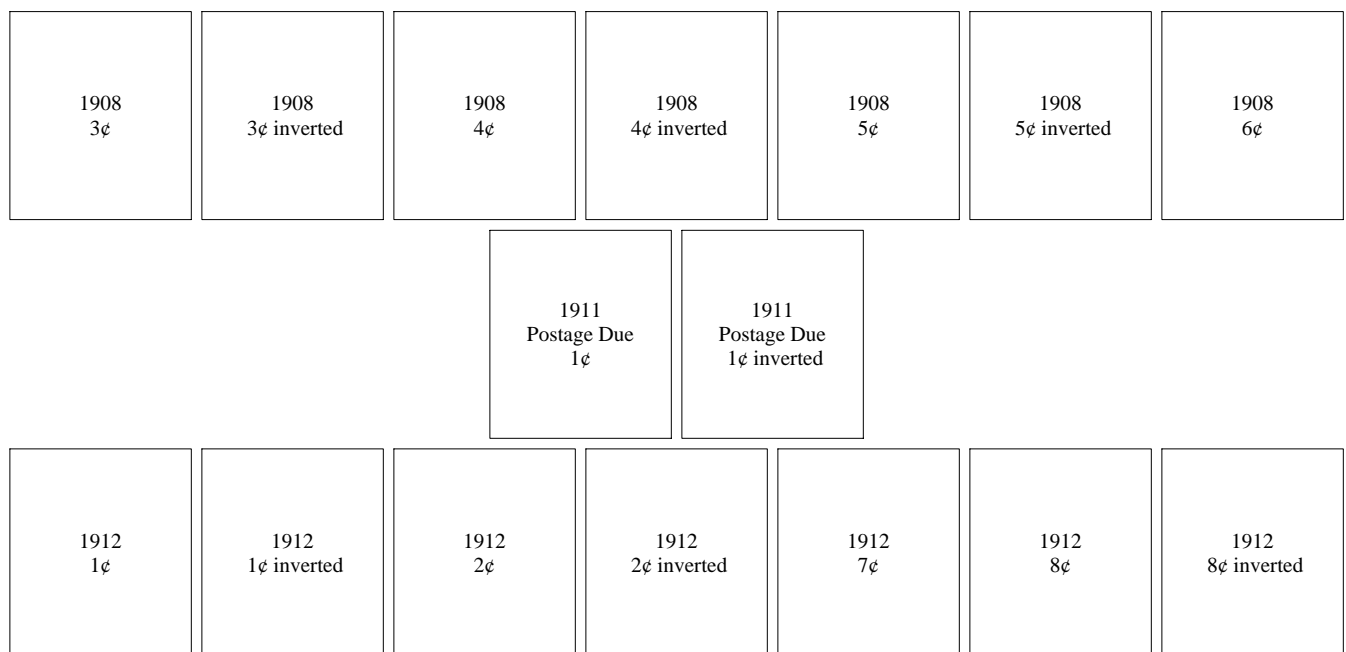 1908
3¢
1908
3¢ inverted
1908
4¢
1908
4¢ inverted
1908
5¢
1908
5¢ inverted
1908
6¢
1911
Postage Due
1¢
1911
Postage Due
1¢ inverted
1912
1¢
1912
1¢ inverted
1912
2¢
1912
2¢ inverted
1912
7¢
1912
8¢
1912
8¢ inverted